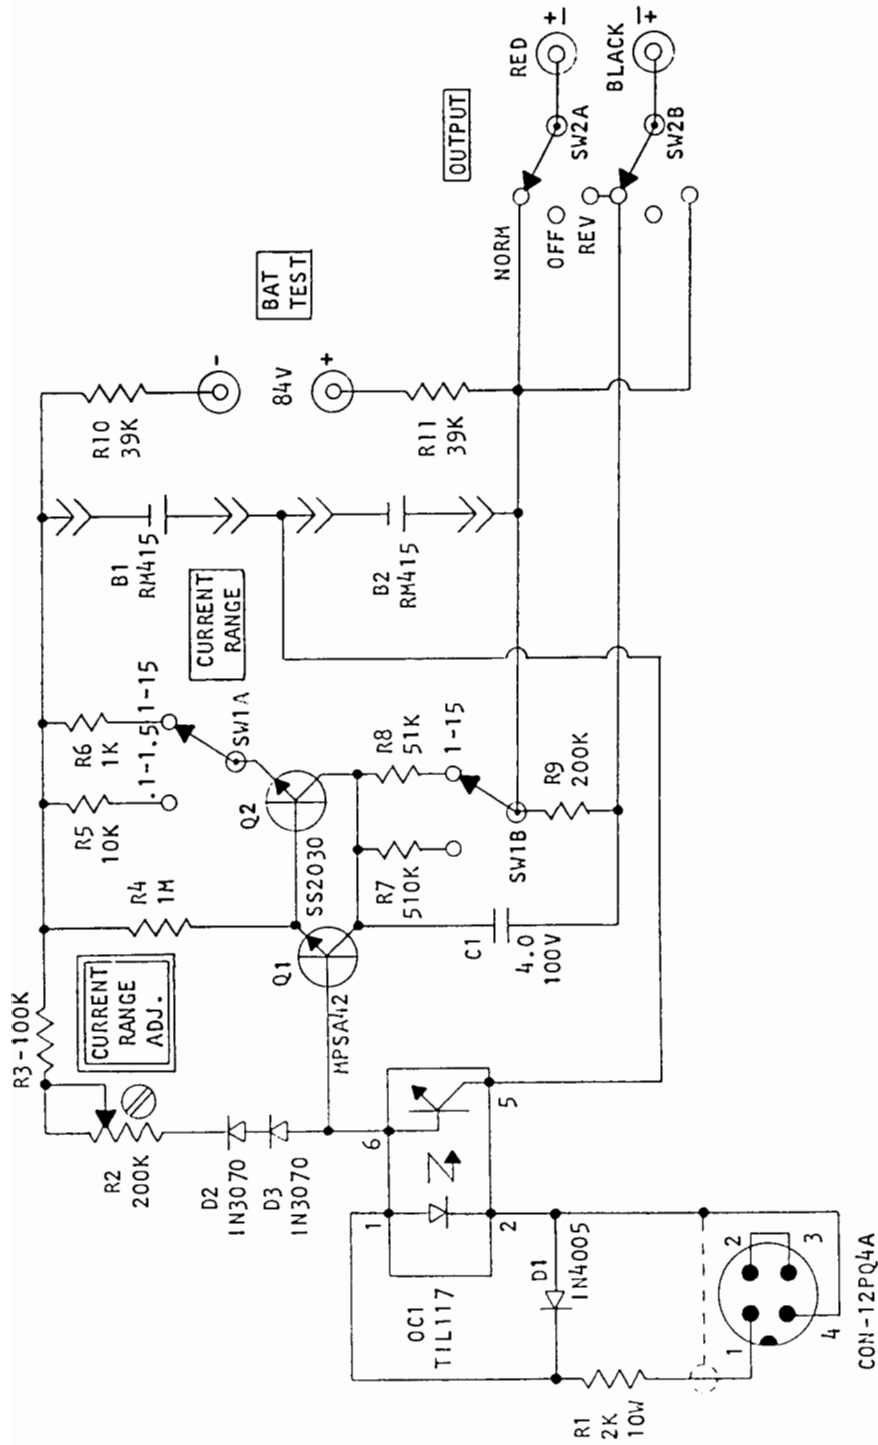 R3-100K
R2
200K
CURRENT
RANGE
ADJ.
R4
1M
R5
10K
R6
1K
.1-1.5
1-15
B1
RM415
R10
39K
-
BAT
TEST
84V
+
D2
IN3070
D3
IN3070
CURRENT
RANGE
SW1A
Q2
SS2030
Q1
MPSA42
R7
510K
R8
51K
1-15
B2
RM415
R11
39K
OUTPUT
NORM
OFF
REV
RED
+
-
SW2A
BLACK
-
+
SW2B
1
6
OC1
TIL117
2
5
C1
4.0
100V
SW1B
R9
200K
D1
IN4005
R1
2K
10W
1
2
4
3
CON-12PQ4A